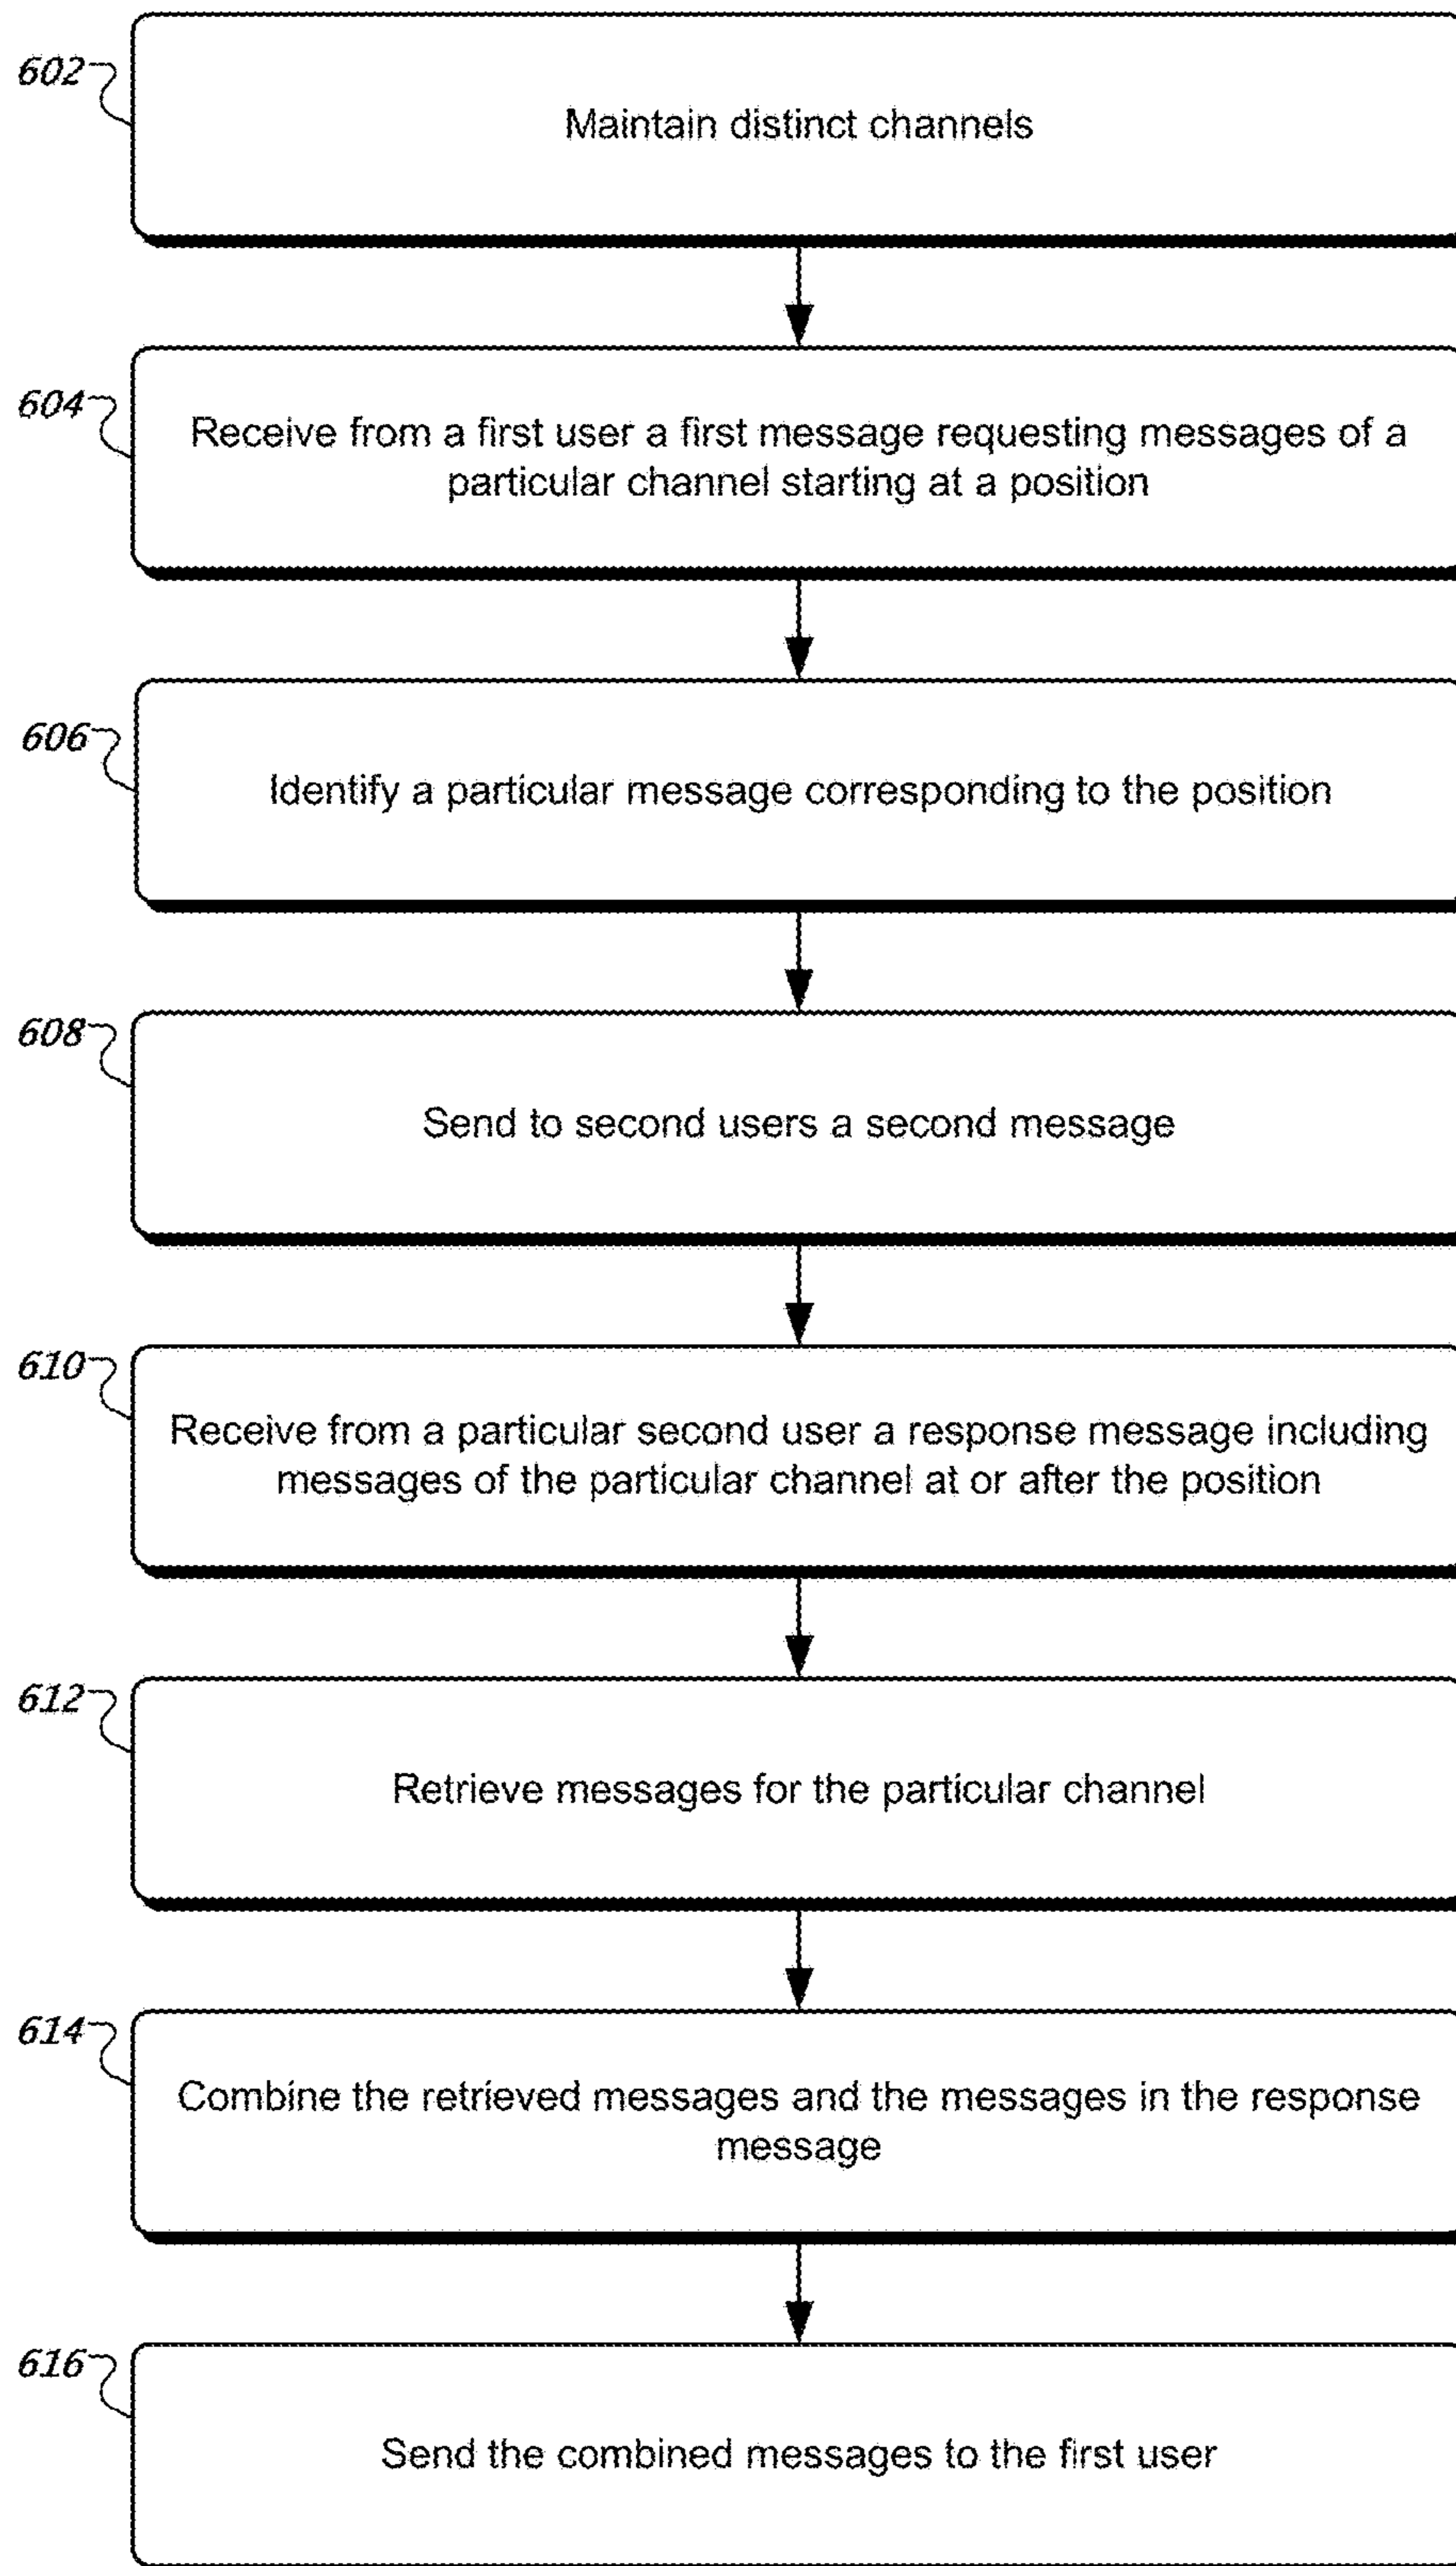 602
Maintain distinct channels
604
Receive from a first user a first message requesting messages of a
particular channel starting at a position
606
Identify a particular message corresponding to the position
608
Send to second users a second message
610
Receive from a particular second user a response message including
messages of the particular channel at or after the position
612
Retrieve messages for the particular channel
614
Combine the retrieved messages and the messages in the response
message
616
Send the combined messages to the first user